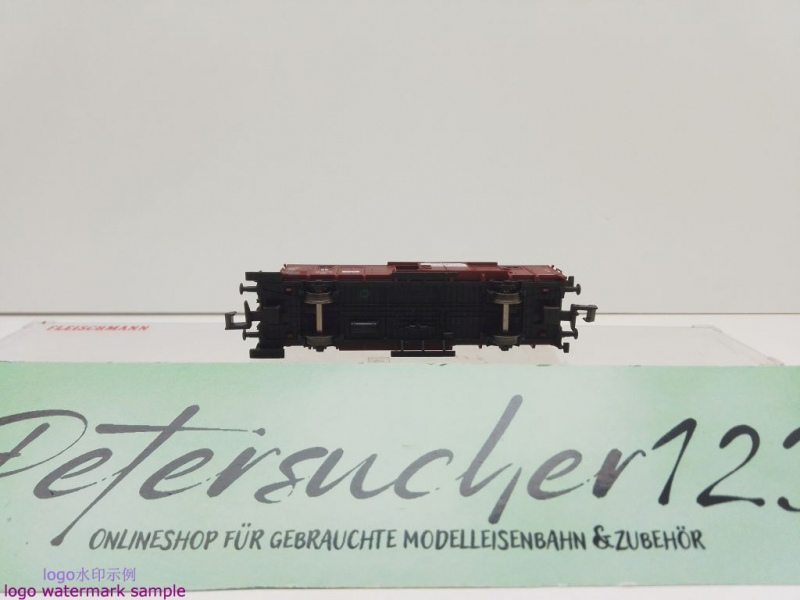 FLEISCHMANN
Petersucher123
ONLINESHOP FÜR GEBRAUCHTE MODELLEISENBAHN & ZUBEHÖR
logo水印示例
logo watermark sample